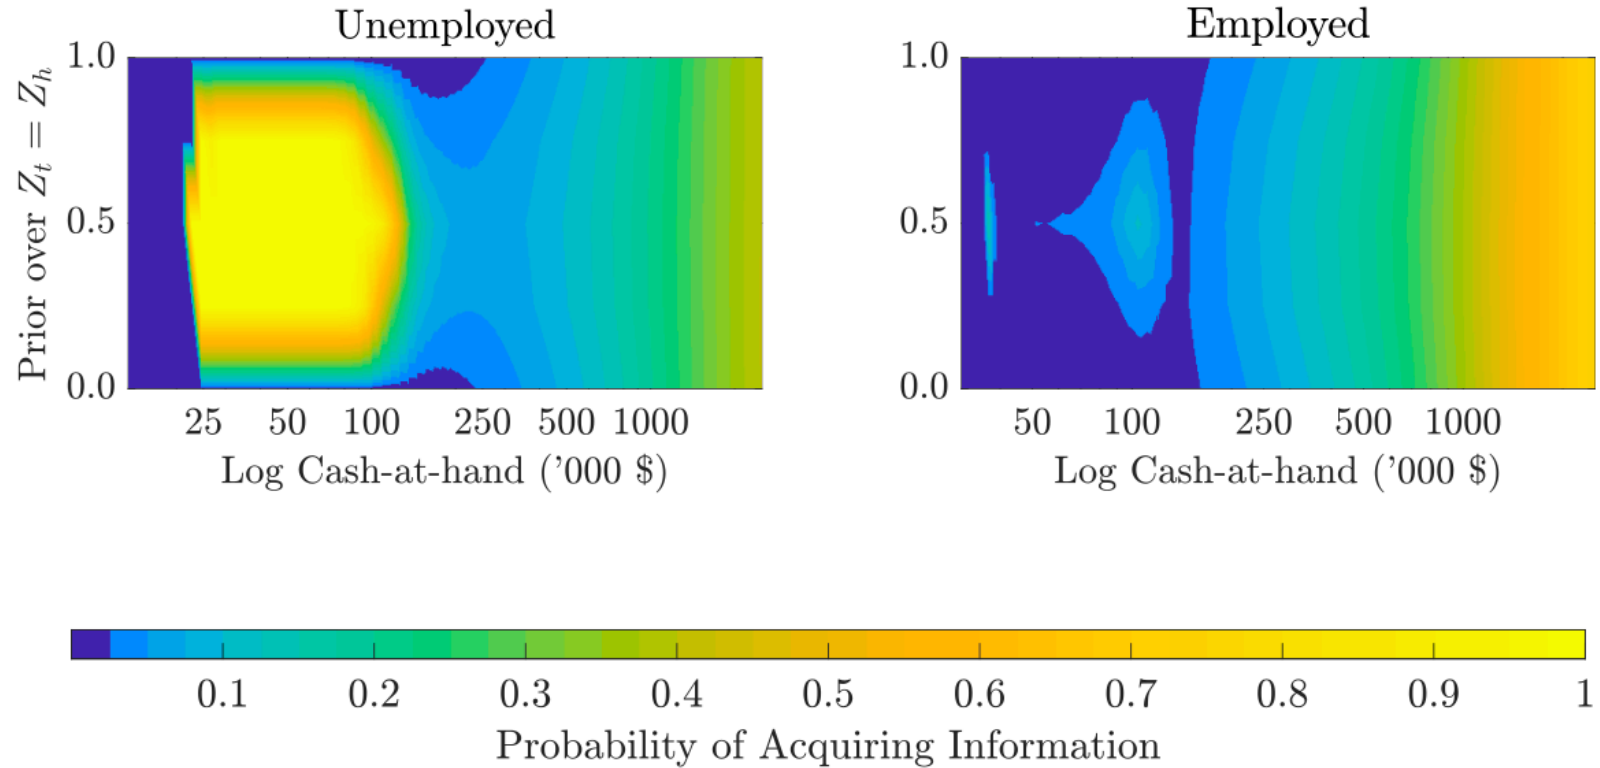 Unemployed
Employed
Prior over Z_t = Z_h
1.0
0.5
0.0
25 50 100 250 500 1000
Log Cash-at-hand ('000 $)
1.0
0.5
0.0
50 100 250 500 1000
Log Cash-at-hand ('000 $)
0.1 0.2 0.3 0.4 0.5 0.6 0.7 0.8 0.9 1
Probability of Acquiring Information